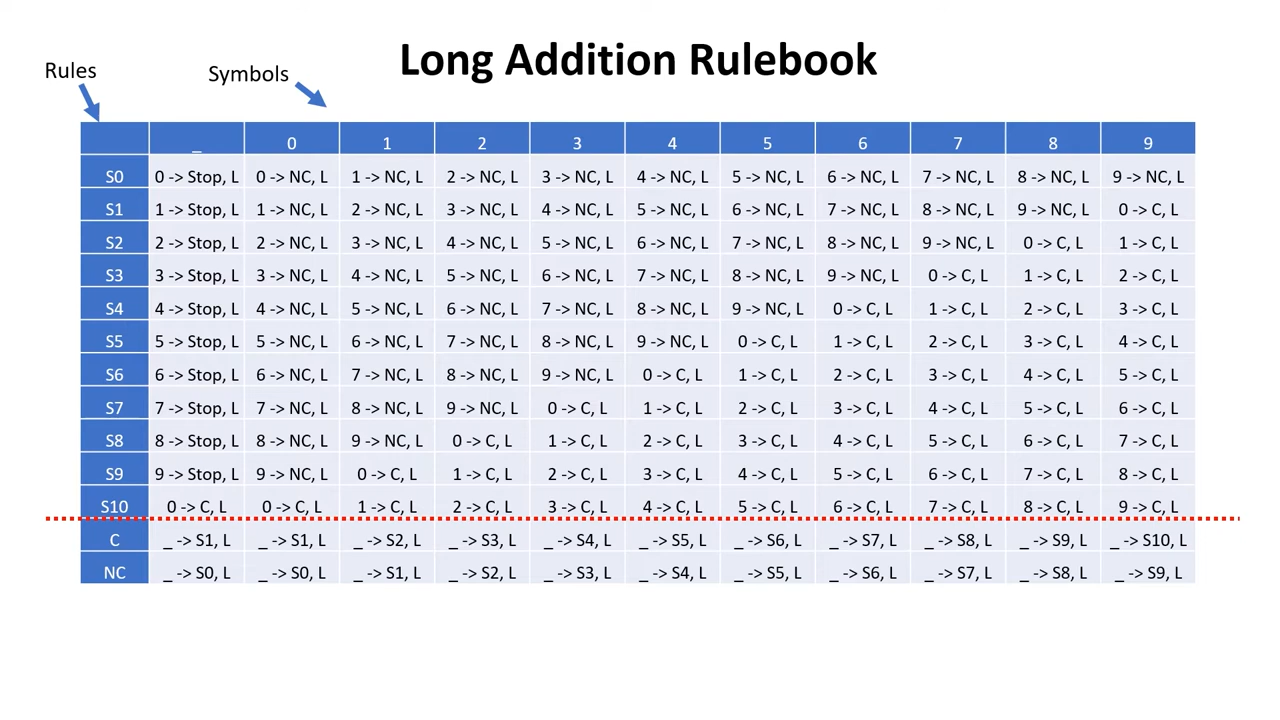 Long Addition Rulebook
Rules
Symbols
_ 0 1 2 3 4 5 6 7 8 9
S0 0 -> Stop, L 0 -> NC, L 1 -> NC, L 2 -> NC, L 3 -> NC, L 4 -> NC, L 5 -> NC, L 6 -> NC, L 7 -> NC, L 8 -> NC, L 9 -> NC, L
S1 1 -> Stop, L 1 -> NC, L 2 -> NC, L 3 -> NC, L 4 -> NC, L 5 -> NC, L 6 -> NC, L 7 -> NC, L 8 -> NC, L 9 -> NC, L 0 -> C, L
S2 2 -> Stop, L 2 -> NC, L 3 -> NC, L 4 -> NC, L 5 -> NC, L 6 -> NC, L 7 -> NC, L 8 -> NC, L 9 -> NC, L 0 -> C, L 1 -> C, L
S3 3 -> Stop, L 3 -> NC, L 4 -> NC, L 5 -> NC, L 6 -> NC, L 7 -> NC, L 8 -> NC, L 9 -> NC, L 0 -> C, L 1 -> C, L 2 -> C, L
S4 4 -> Stop, L 4 -> NC, L 5 -> NC, L 6 -> NC, L 7 -> NC, L 8 -> NC, L 9 -> NC, L 0 -> C, L 1 -> C, L 2 -> C, L 3 -> C, L
S5 5 -> Stop, L 5 -> NC, L 6 -> NC, L 7 -> NC, L 8 -> NC, L 9 -> NC, L 0 -> C, L 1 -> C, L 2 -> C, L 3 -> C, L 4 -> C, L
S6 6 -> Stop, L 6 -> NC, L 7 -> NC, L 8 -> NC, L 9 -> NC, L 0 -> C, L 1 -> C, L 2 -> C, L 3 -> C, L 4 -> C, L 5 -> C, L
S7 7 -> Stop, L 7 -> NC, L 8 -> NC, L 9 -> NC, L 0 -> C, L 1 -> C, L 2 -> C, L 3 -> C, L 4 -> C, L 5 -> C, L 6 -> C, L
S8 8 -> Stop, L 8 -> NC, L 9 -> NC, L 0 -> C, L 1 -> C, L 2 -> C, L 3 -> C, L 4 -> C, L 5 -> C, L 6 -> C, L 7 -> C, L
S9 9 -> Stop, L 9 -> NC, L 0 -> C, L 1 -> C, L 2 -> C, L 3 -> C, L 4 -> C, L 5 -> C, L 6 -> C, L 7 -> C, L 8 -> C, L
S10 0 -> C, L 0 -> C, L 1 -> C, L 2 -> C, L 3 -> C, L 4 -> C, L 5 -> C, L 6 -> C, L 7 -> C, L 8 -> C, L 9 -> C, L
C _ -> S1, L _ -> S1, L _ -> S2, L _ -> S3, L _ -> S4, L _ -> S5, L _ -> S6, L _ -> S7, L _ -> S8, L _ -> S9, L _ -> S10, L
NC _ -> S0, L _ -> S0, L _ -> S1, L _ -> S2, L _ -> S3, L _ -> S4, L _ -> S5, L _ -> S6, L _ -> S7, L _ -> S8, L _ -> S9, L